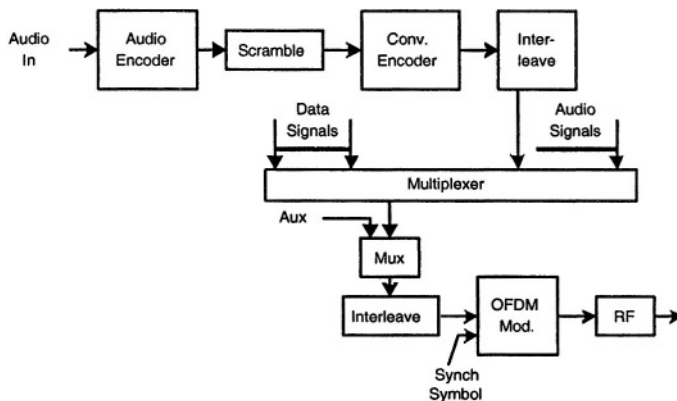 Audio
In
Audio
Encoder
Scramble
Conv.
Encoder
Inter-
leave
Data
Signals
Audio
Signals
Multiplexer
Aux
Mux
Interleave
OFDM
Mod.
RF
Synch
Symbol